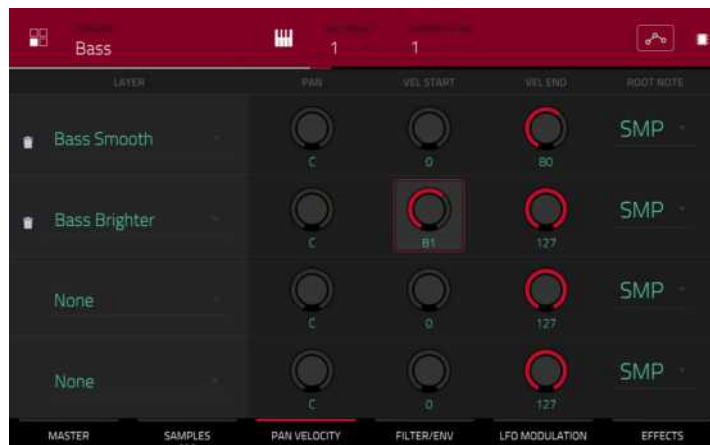 Bass 1 1
LAYER PAN VEL START VEL END ROOT NOTE
Bass Smooth C 0 80 SMP
Bass Brighter C 81 127 SMP
None C 0 127 SMP
None C 0 127 SMP
MASTER SAMPLES PAN VELOCITY FILTER/ENV LFO MODULATION EFFECTS